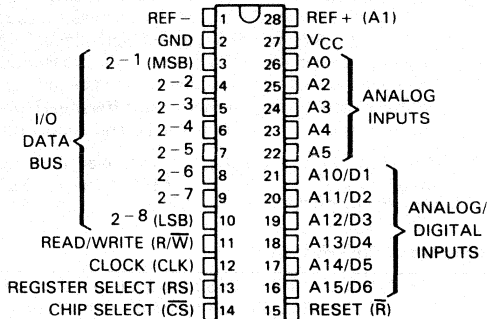 REF- 1 28 REF+ (A1)
GND 2 27 VCC
2-1 (MSB) 3 26 A0
2-2 4 25 A2
2-3 5 24 A3
2-4 6 23 A4
2-5 7 22 A5
2-6 8 21 A10/D1
2-7 9 20 A11/D2
2-8 (LSB) 10 19 A12/D3
READ/WRITE (R/W̅) 11 18 A13/D4
CLOCK (CLK) 12 17 A14/D5
REGISTER SELECT (RS) 13 16 A15/D6
CHIP SELECT (C̅S̅) 14 15 RESET (R̅)
I/O
DATA
BUS
ANALOG
INPUTS
ANALOG/
DIGITAL
INPUTS